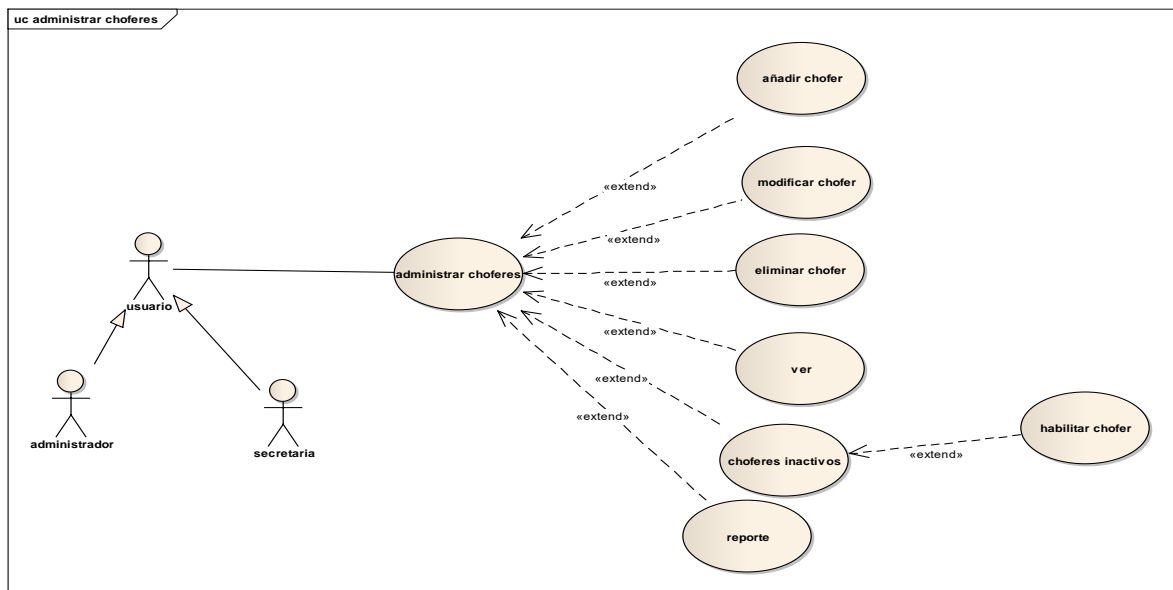 uc administrar choferes
añadir chofer
«extend»
modificar chofer
«extend»
administrar choferes
eliminar chofer
«extend»
usuario
«extend»
ver
«extend»
«extend»
administrador
secretaria
choferes inactivos
«extend»
habilitar chofer
reporte